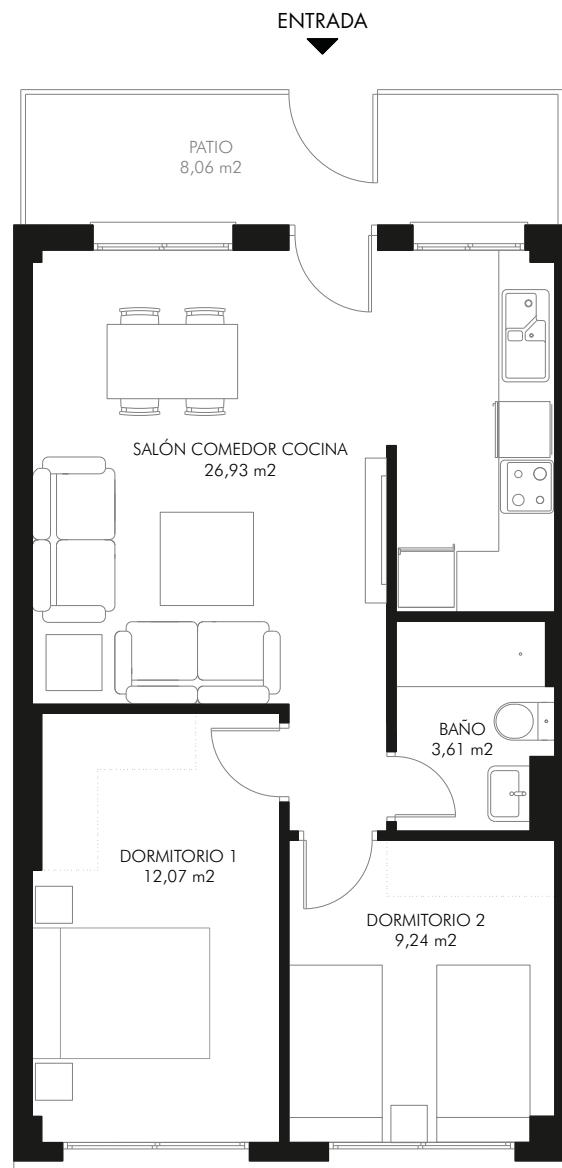 ENTRADA
PATIO
8,06 m2
SALÓN COMEDOR COCINA
26,93 m2
BAÑO
3,61 m2
DORMITORIO 1
12,07 m2
DORMITORIO 2
9,24 m2